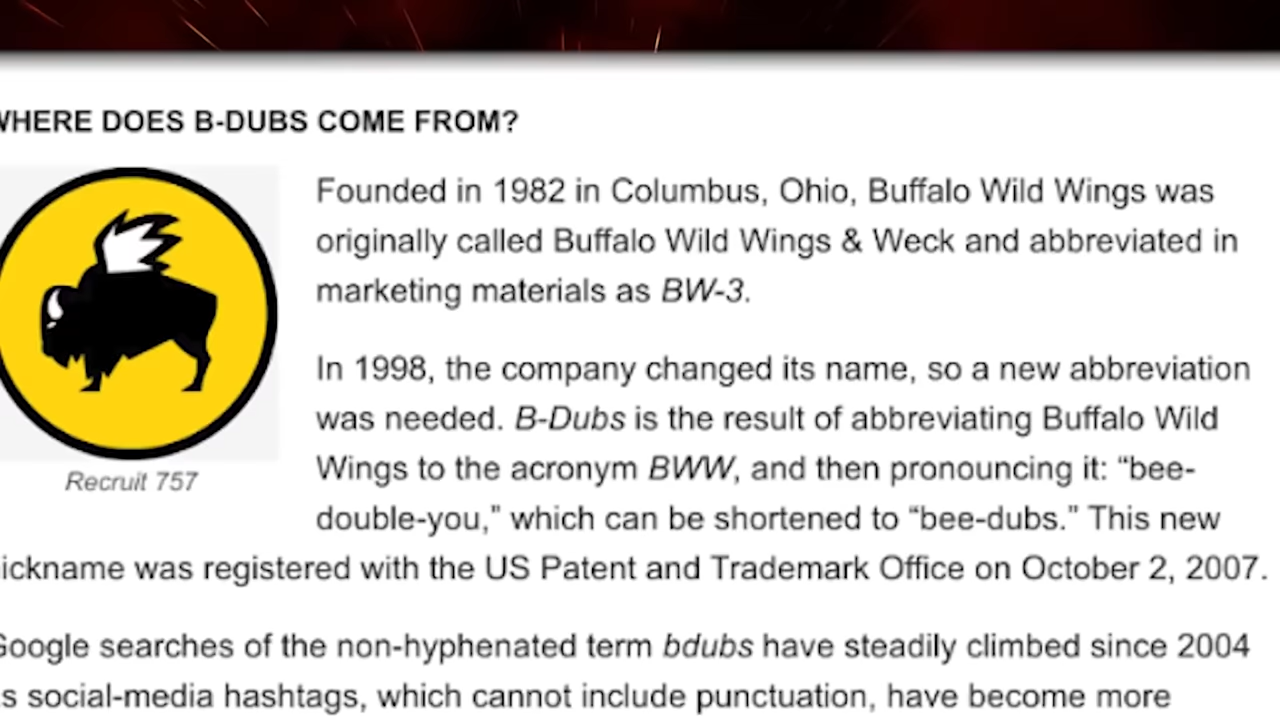 WHERE DOES B-DUBS COME FROM?
Founded in 1982 in Columbus, Ohio, Buffalo Wild Wings was
originally called Buffalo Wild Wings & Weck and abbreviated in
marketing materials as BW-3.
In 1998, the company changed its name, so a new abbreviation
was needed. B-Dubs is the result of abbreviating Buffalo Wild
Wings to the acronym BWW, and then pronouncing it: “bee-
double-you,” which can be shortened to “bee-dubs.” This new
Recruit 757
nickname was registered with the US Patent and Trademark Office on October 2, 2007.
Google searches of the non-hyphenated term bdubs have steadily climbed since 2004
as social-media hashtags, which cannot include punctuation, have become more